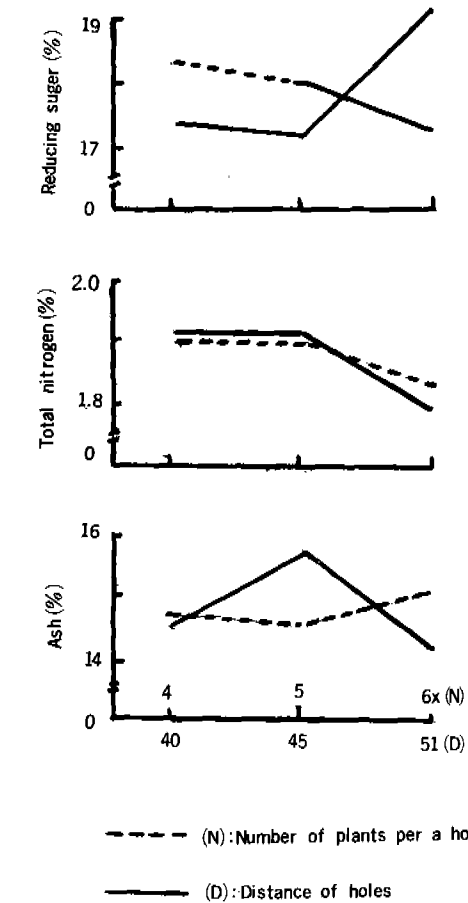 19
Reducing suger (%)
17
0
2.0
Total nitrogen (%)
1.8
0
16
Ash (%)
14
4 5 6x (N)
0
40 45 51 (D)
(N): Number of plants per a ho
(D): Distance of holes